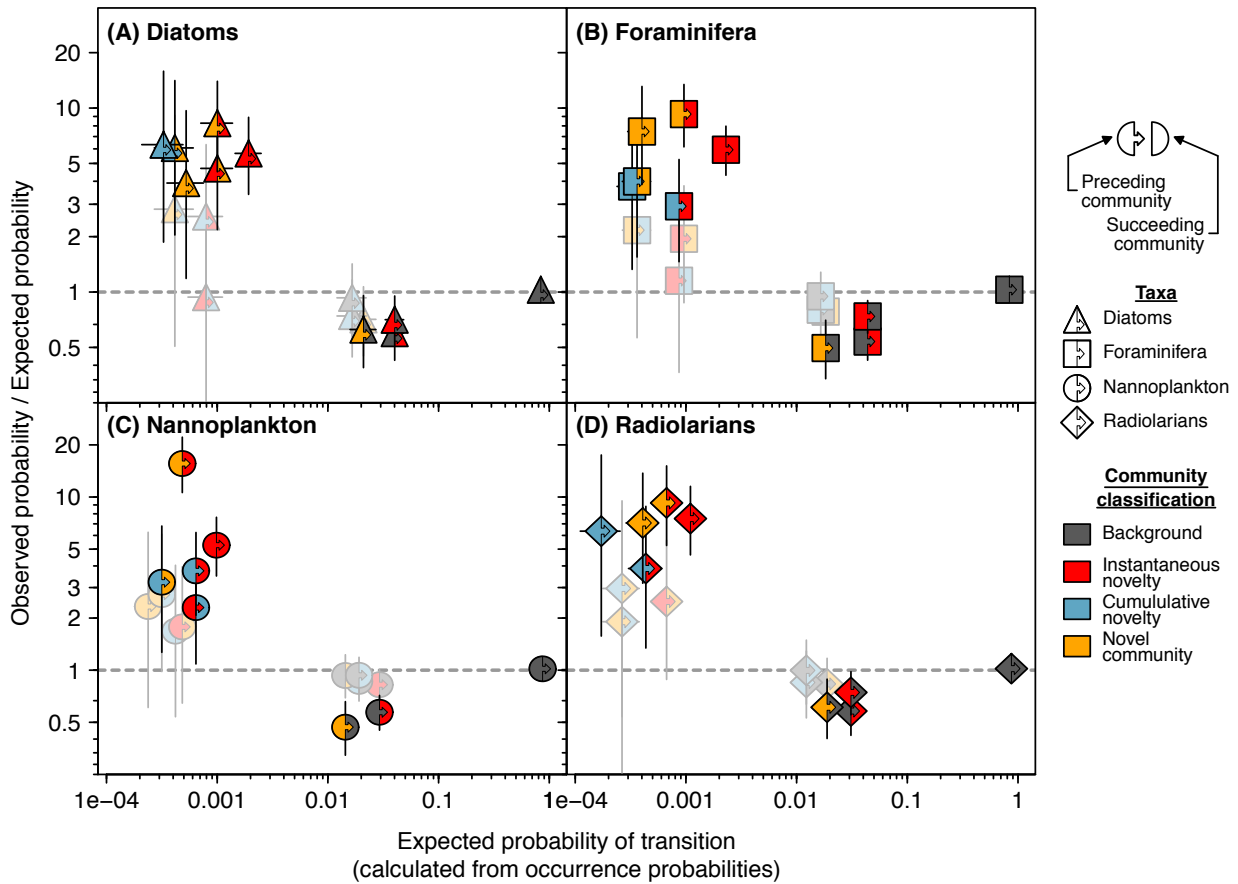 (A) Diatoms
(B) Foraminifera
20
10
5
3
2
1
0.5
Preceding
community
Succeeding
community
Taxa
Diatoms
Foraminifera
Nannoplankton
Radiolarians
Community
classification
Background
Instantaneous
novelty
Cumululative
novelty
Novel
community
(C) Nannoplankton
(D) Radiolarians
20
10
5
3
2
1
0.5
1e−04 0.001 0.01 0.1 1
1e−04 0.001 0.01 0.1 1
Observed probability / Expected probability
Expected probability of transition
(calculated from occurrence probabilities)